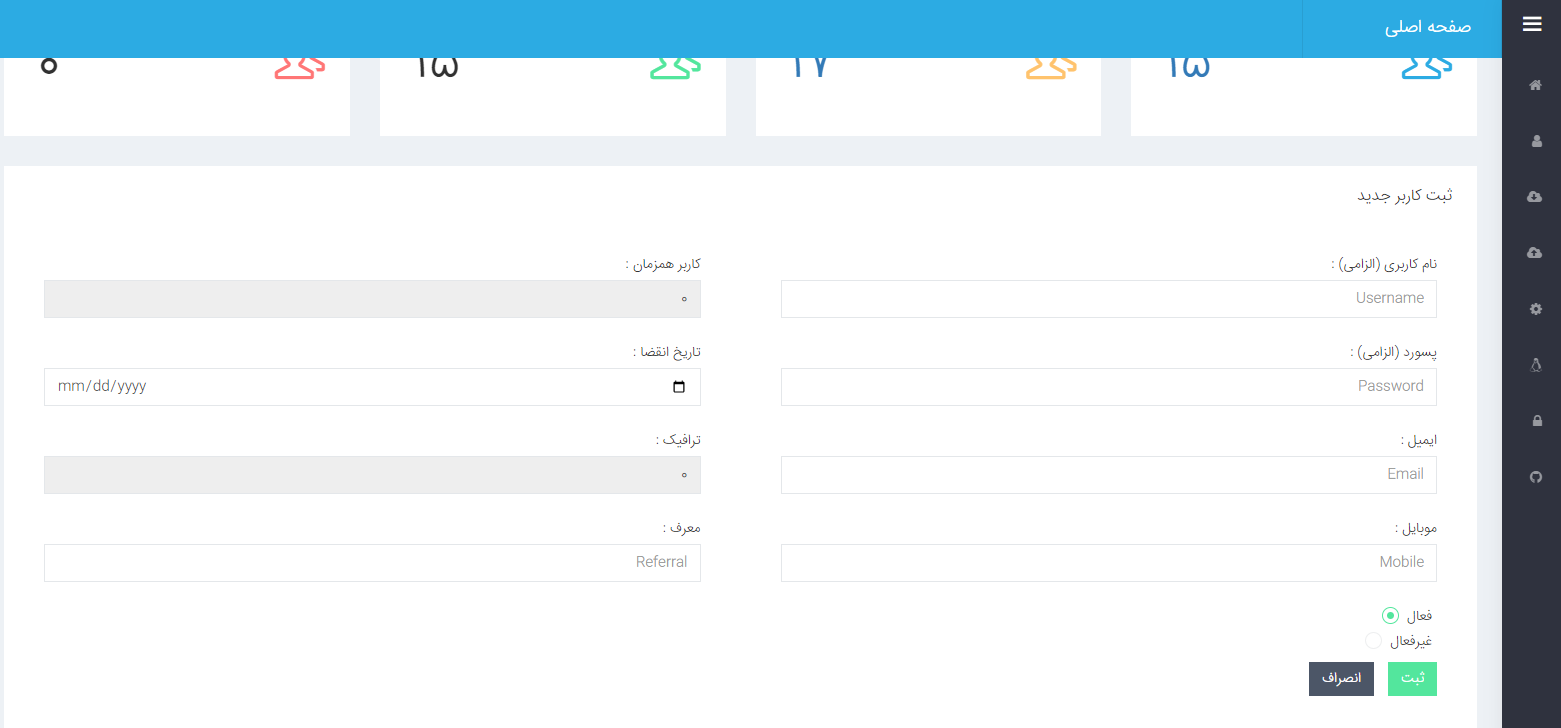 صفحه اصلی
۱۵
۲۷
۱۵
۰
ثبت کاربر جدید
نام کاربری (الزامی) :
Username
کاربر همزمان :
۰
پسورد (الزامی) :
Password
تاریخ انقضا :
mm/dd/yyyy
ایمیل :
Email
ترافیک :
۰
موبایل :
Mobile
معرف :
Referral
فعال
غیرفعال
ثبت
انصراف